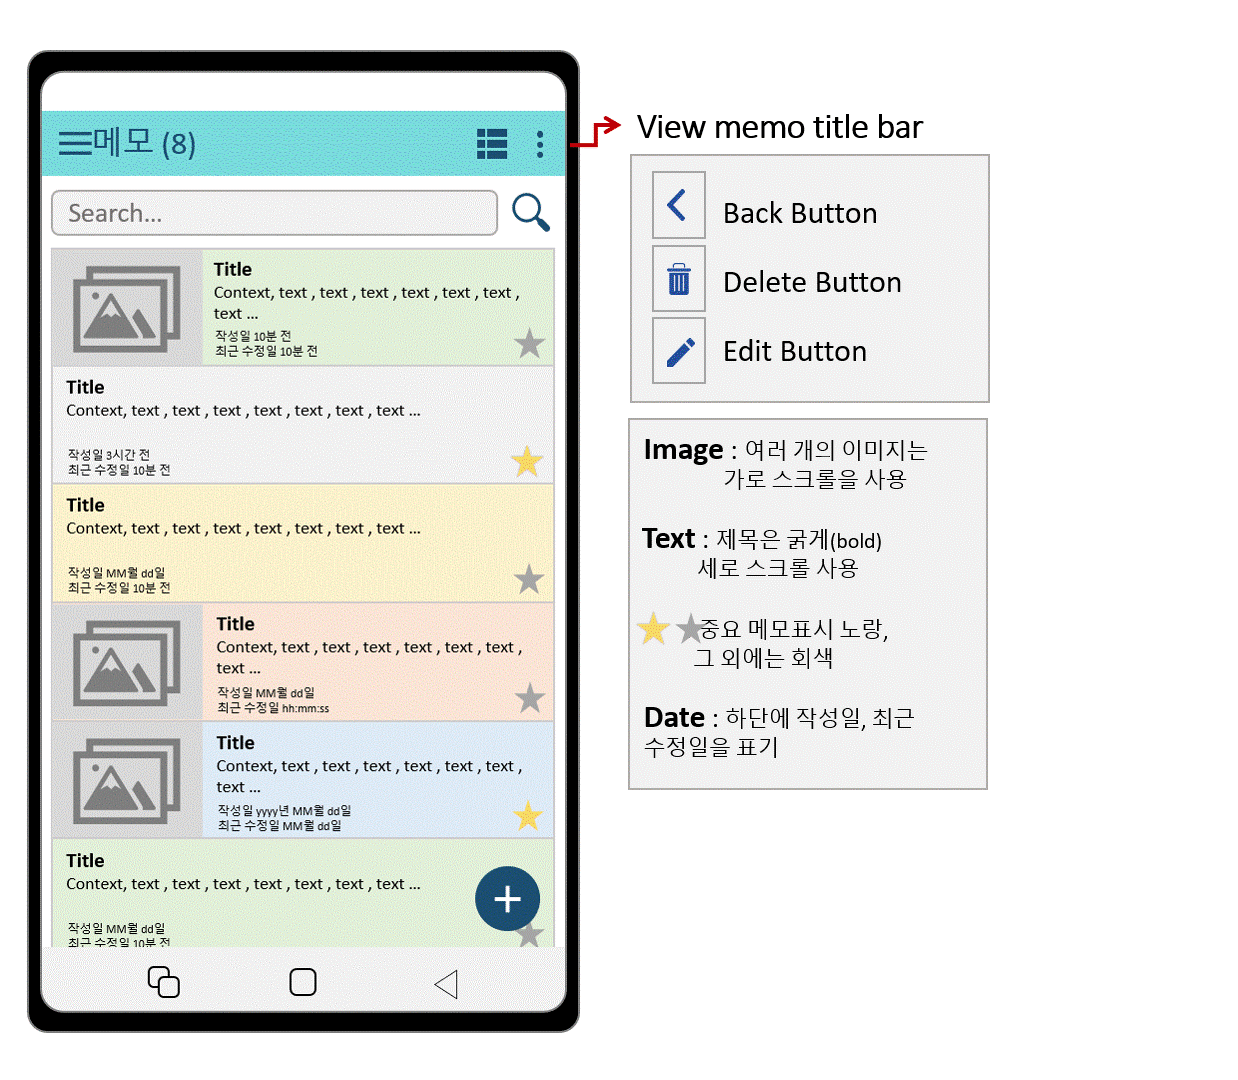 메모 (8)
Search...
Title
Context, text , text , text , text , text , text ,
text ...
작성일 10분 전
최근 수정일 10분 전
Title
Context, text , text , text , text , text , text , text ...
작성일 3시간 전
최근 수정일 10분 전
Title
Context, text , text , text , text , text , text , text ...
작성일 MM월 dd일
최근 수정일 10분 전
Title
Context, text , text , text , text , text , text ,
text ...
작성일 MM월 dd일
최근 수정일 hh:mm:ss
Title
Context, text , text , text , text , text , text ,
text ...
작성일 yyyy년 MM월 dd일
최근 수정일 MM월 dd일
Title
Context, text , text , text , text , text , text , text ...
작성일 MM월 dd일
최근 수정일 10분 전
View memo title bar
Back Button
Delete Button
Edit Button
Image : 여러 개의 이미지는
가로 스크롤을 사용
Text : 제목은 굵게(bold)
세로 스크롤 사용
중요 메모표시 노랑,
그 외에는 회색
Date : 하단에 작성일, 최근
수정일을 표기